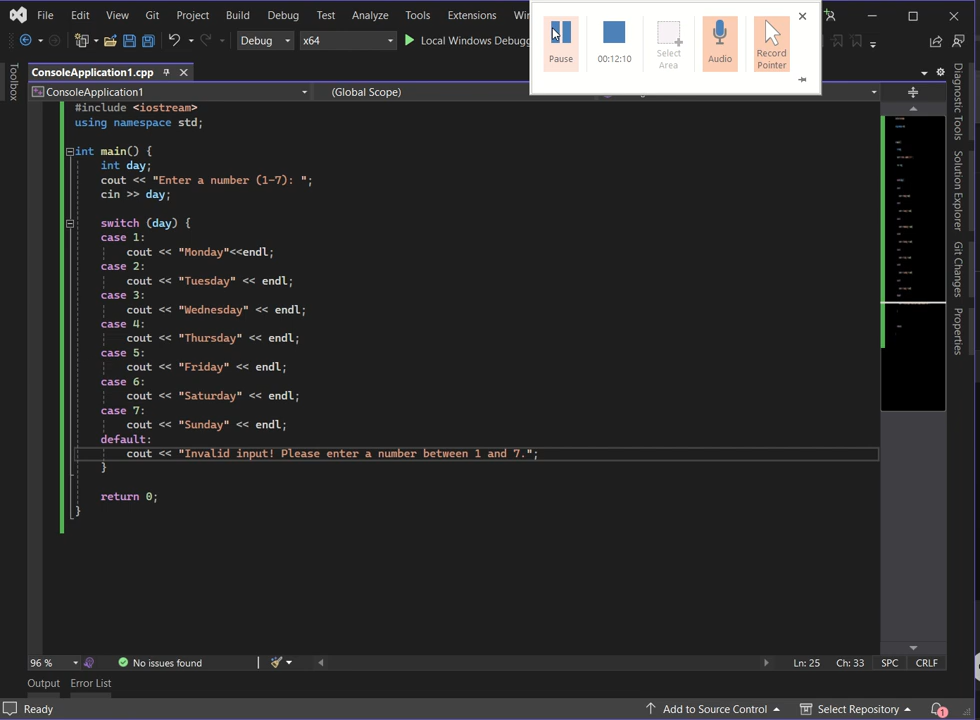 File Edit View Git Project Build Debug Test Analyze Tools Extensions
Debug x64 Local Windows Debugg
Pause 00:12:10 Select Area Audio Record Pointer
Toolbox
ConsoleApplication1.cpp
ConsoleApplication1 (Global Scope)
#include <iostream>
using namespace std;
int main() {
int day;
cout << "Enter a number (1-7): ";
cin >> day;
switch (day) {
case 1:
cout << "Monday"<<endl;
case 2:
cout << "Tuesday" << endl;
case 3:
cout << "Wednesday" << endl;
case 4:
cout << "Thursday" << endl;
case 5:
cout << "Friday" << endl;
case 6:
cout << "Saturday" << endl;
case 7:
cout << "Sunday" << endl;
default:
cout << "Invalid input! Please enter a number between 1 and 7.";
}
return 0;
}
Diagnostic Tools
Solution Explorer
Git Changes
Properties
96 % No issues found Ln: 25 Ch: 33 SPC CRLF
Output Error List
Ready Add to Source Control Select Repository 1